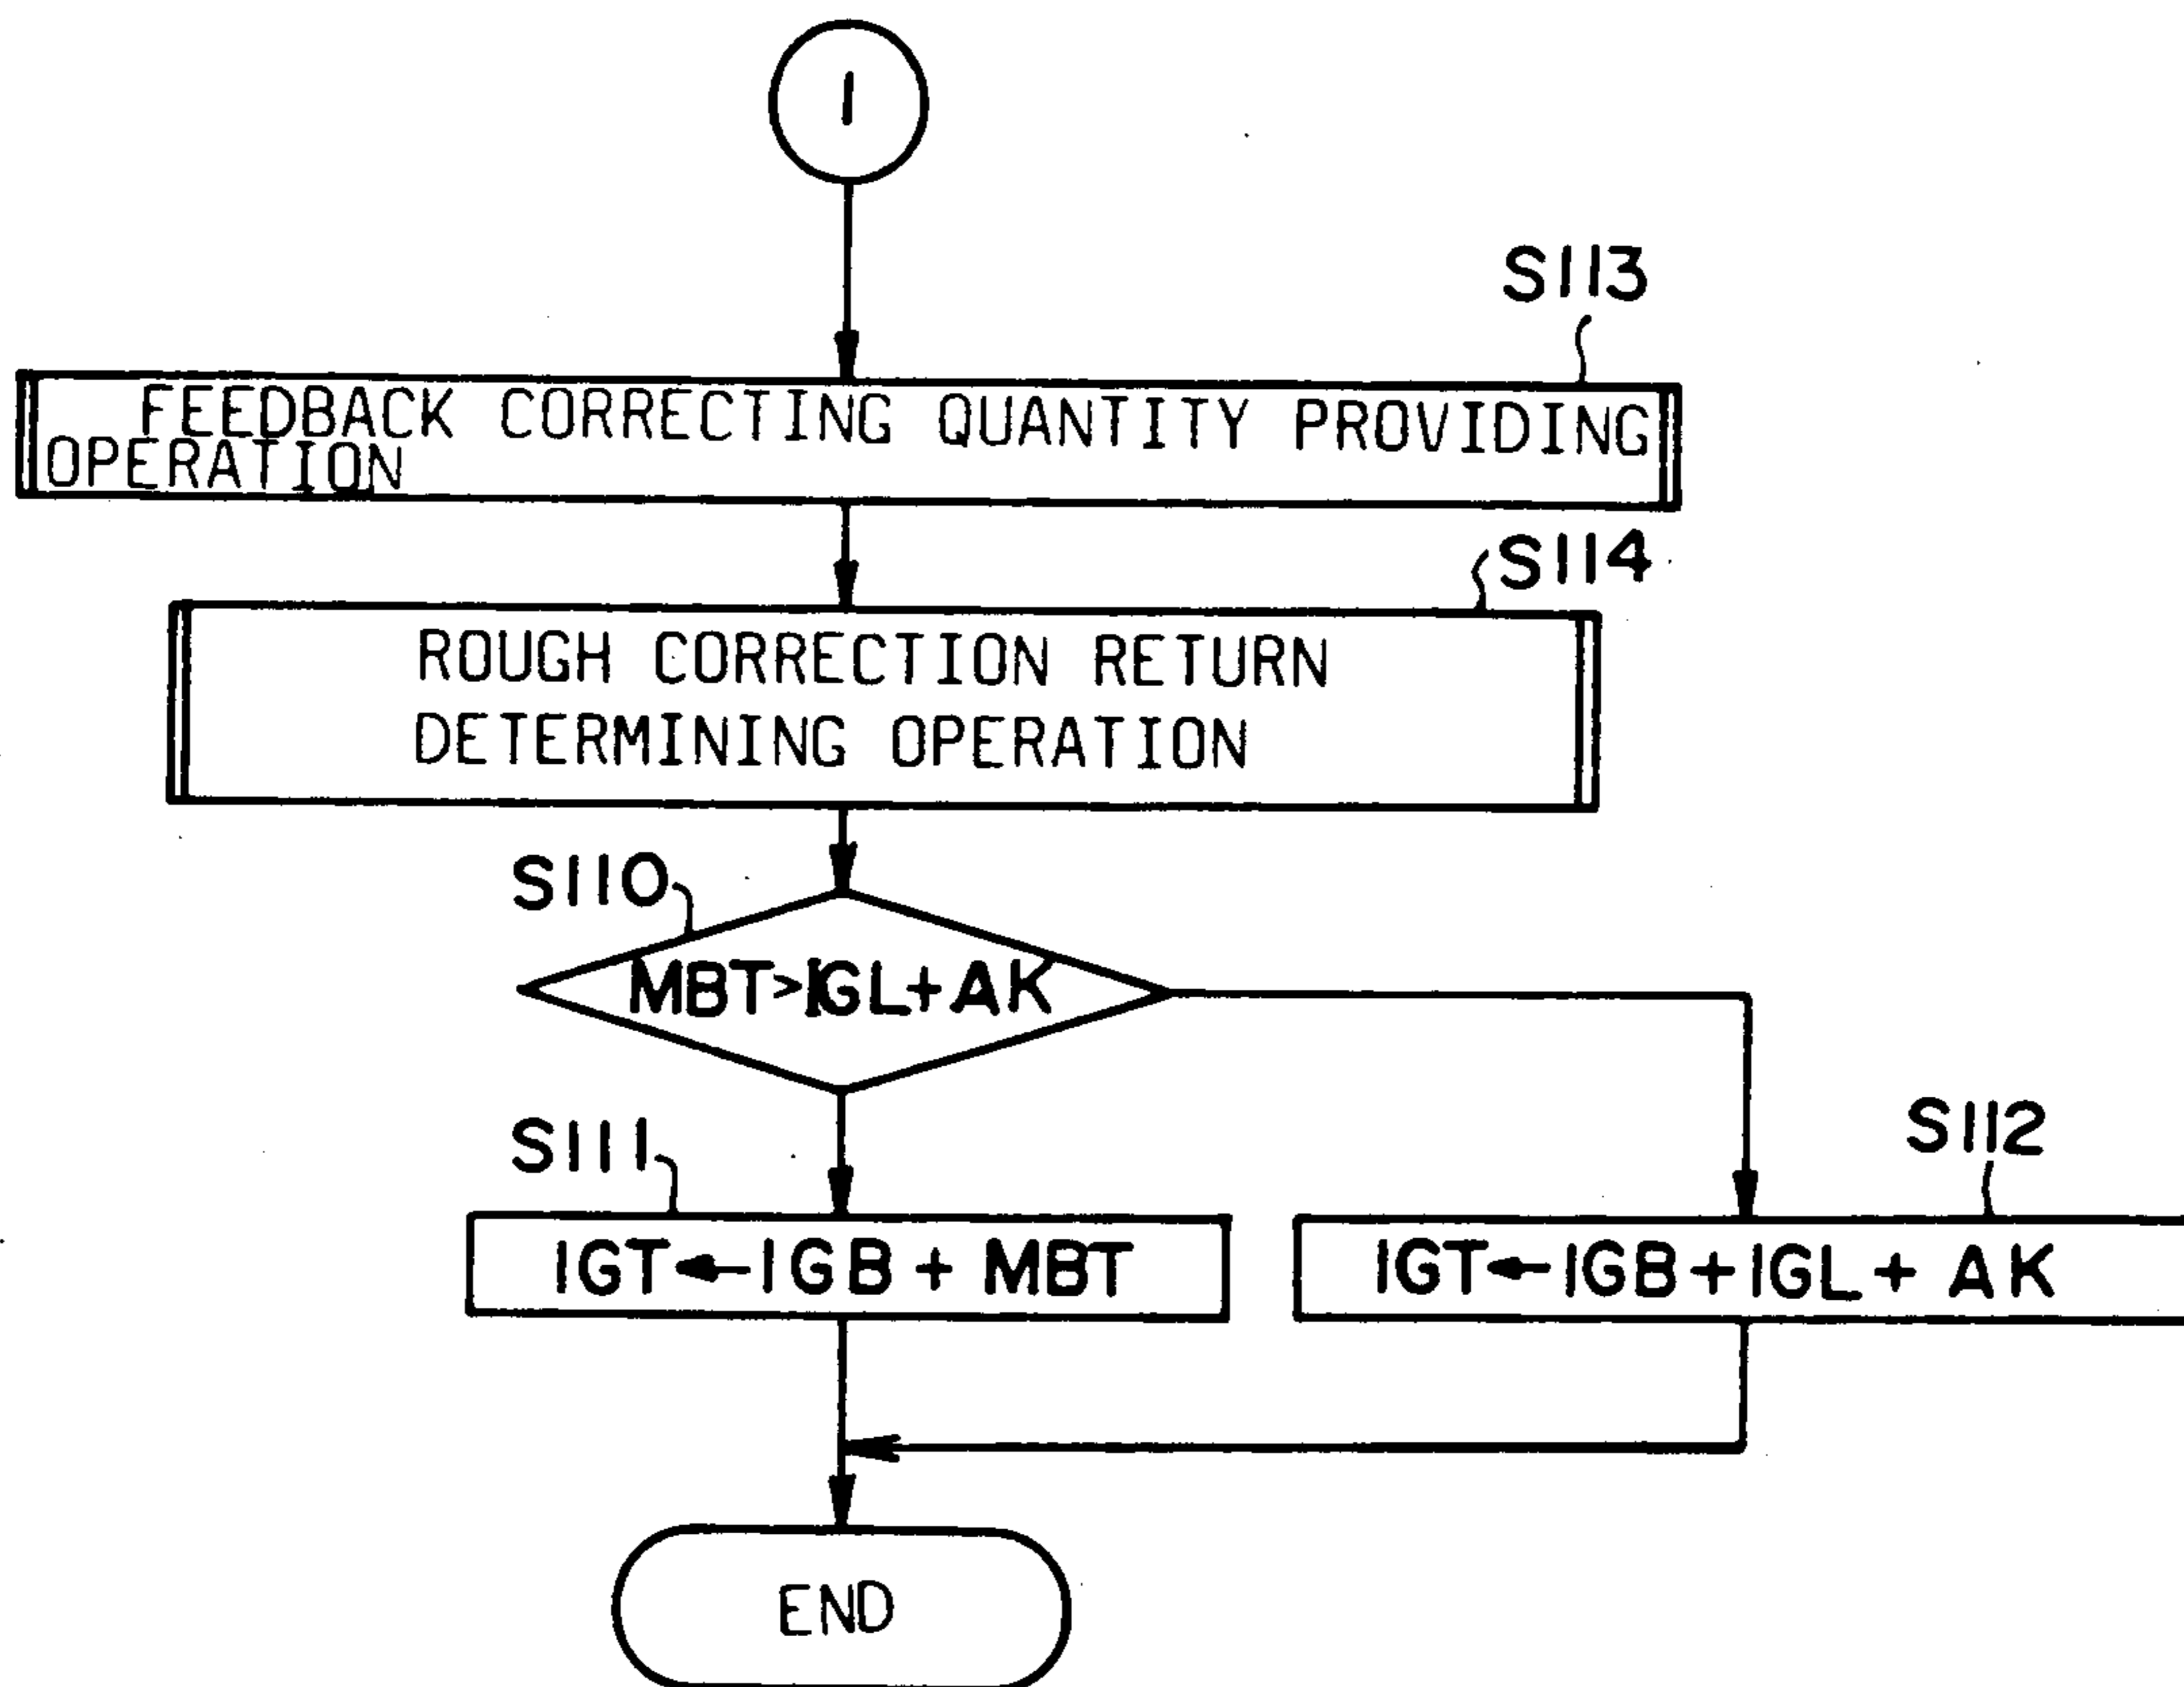 1
S113
FEEDBACK CORRECTING QUANTITY PROVIDING
OPERATION
S114
ROUGH CORRECTION RETURN
DETERMINING OPERATION
S110
MBT>IGL+AK
S111
S112
IGT←IGB+MBT
IGT←IGB+IGL+AK
END